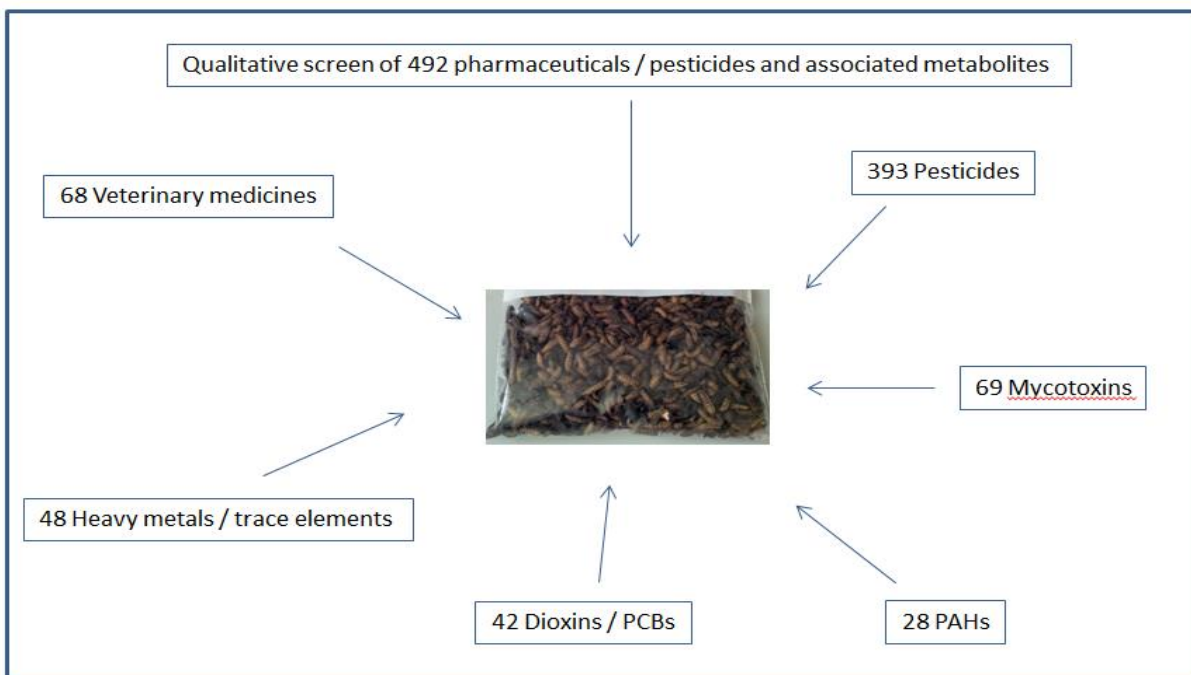 Qualitative screen of 492 pharmaceuticals / pesticides and associated metabolites
393 Pesticides
68 Veterinary medicines
69 Mycotoxins
48 Heavy metals / trace elements
42 Dioxins / PCBs
28 PAHs